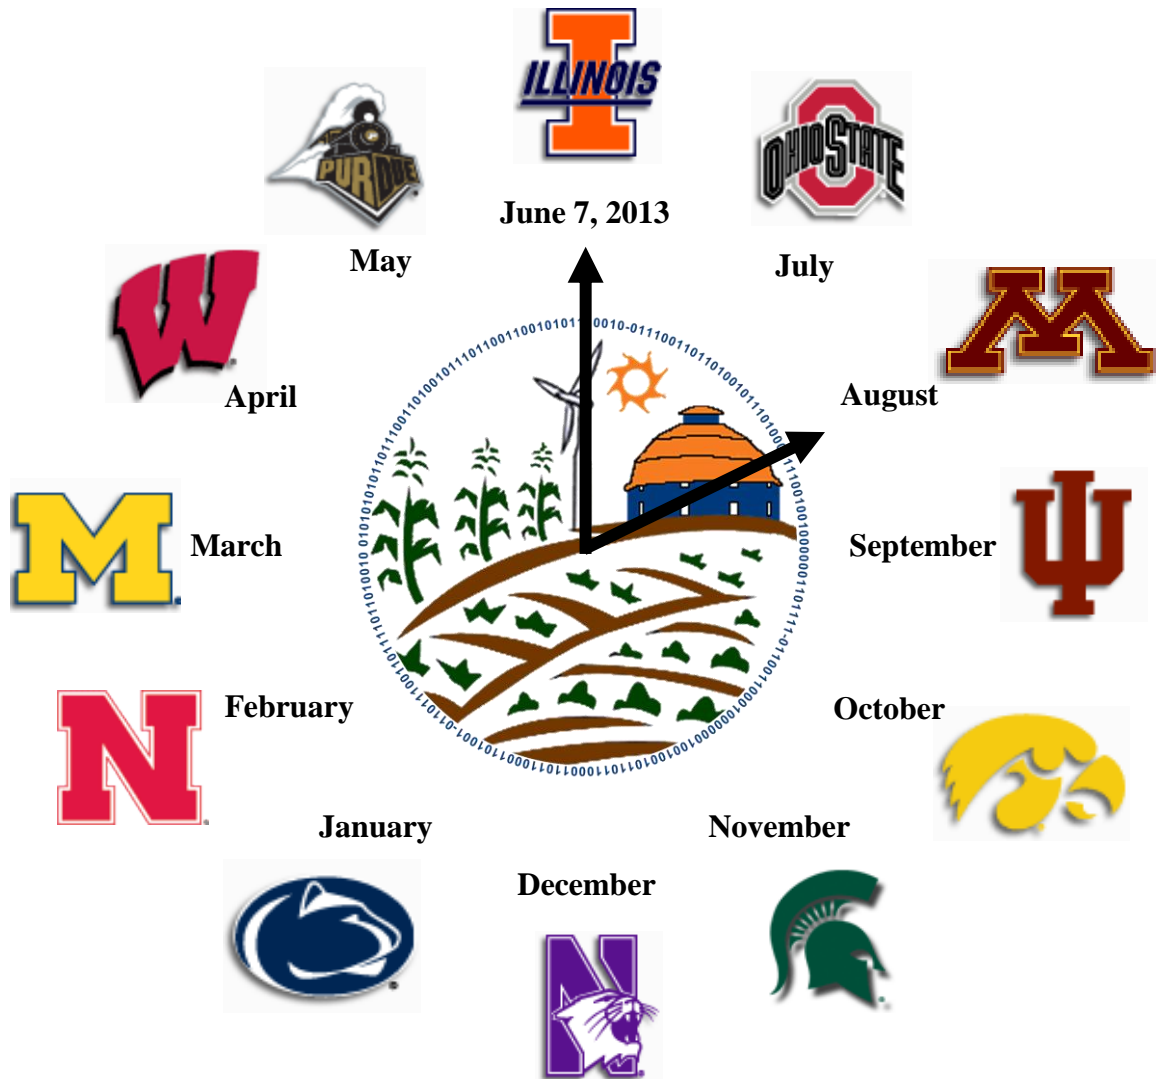 ILLINOIS
PURDUE
OHIO STATE
June 7, 2013
May
July
April
August
March
September
February
October
January
November
December